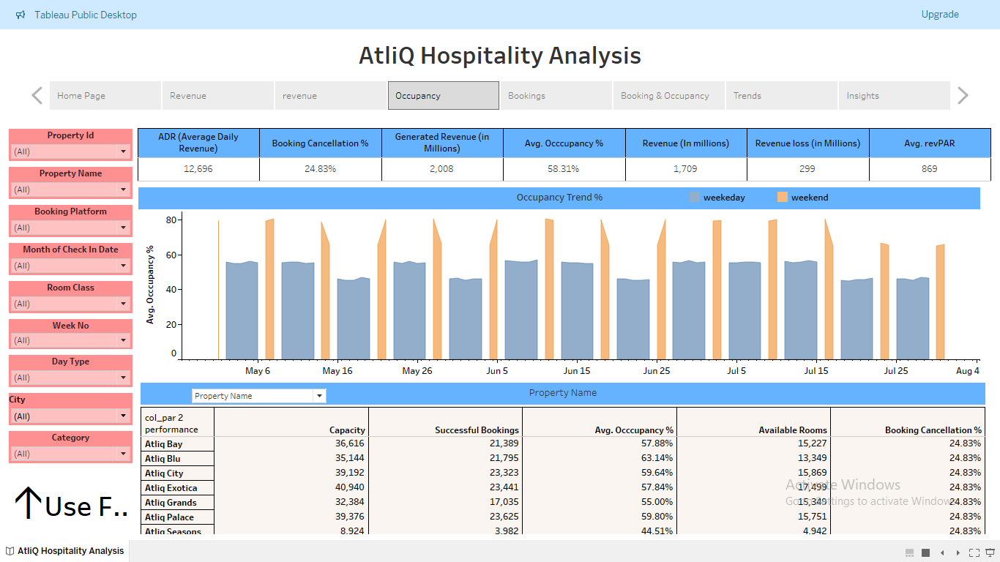 Tableau Public Desktop
Upgrade
AtliQ Hospitality Analysis
Home Page
Revenue
revenue
Occupancy
Bookings
Booking & Occupancy
Trends
Insights
Property Id
(All)
Property Name
(All)
Booking Platform
(All)
Month of Check In Date
(All)
Room Class
(All)
Week No
(All)
Day Type
(All)
City
(All)
Category
(All)
Use F..
ADR (Average Daily Revenue) Booking Cancellation % Generated Revenue (in Millions) Avg. Occcupancy % Revenue (In millions) Revenue loss (in Millions) Avg. revPAR
12,696 24.83% 2,008 58.31% 1,709 299 869
Occupancy Trend %
weekeday
weekend
Avg. Occcupancy %
80
60
40
20
0
May 6 May 16 May 26 Jun 5 Jun 15 Jun 25 Jul 5 Jul 15 Jul 25 Aug 4
Property Name
Property Name
col_par 2 performance Capacity Successful Bookings Avg. Occcupancy % Available Rooms Booking Cancellation %
Atliq Bay 36,616 21,389 57.88% 15,227 24.83%
Atliq Blu 35,144 21,795 63.14% 13,349 24.83%
Atliq City 39,192 23,323 59.64% 15,869 24.83%
Atliq Exotica 40,940 23,441 57.84% 17,499 24.83%
Atliq Grands 32,384 17,035 55.00% 15,349 24.83%
Atliq Palace 39,376 23,625 59.80% 15,751 24.83%
Atliq Seasons 8,924 3,982 44.51% 4,942 24.83%
Activate Windows
Go to Settings to activate Windows.
AtliQ Hospitality Analysis